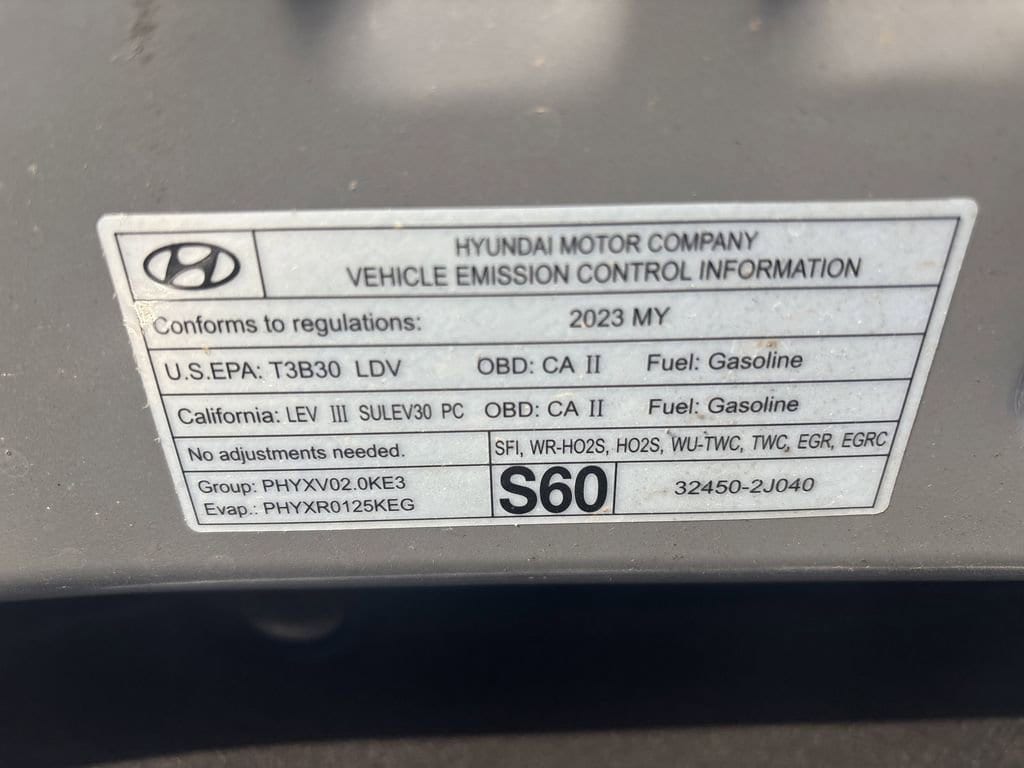 HYUNDAI MOTOR COMPANY
VEHICLE EMISSION CONTROL INFORMATION
Conforms to regulations: 2023 MY
U.S.EPA: T3B30 LDV OBD: CA II Fuel: Gasoline
California: LEV III SULEV30 PC OBD: CA II Fuel: Gasoline
No adjustments needed. SFI, WR-HO2S, HO2S, WU-TWC, TWC, EGR, EGRC
Group: PHYXV02.0KE3
Evap.: PHYXR0125KEG
S60 32450-2J040